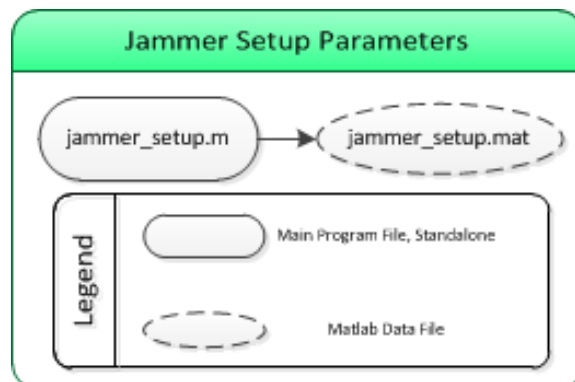 Jammer Setup Parameters
jammer_setup.m
jammer_setup.mat
Legend
Main Program File, Standalone
Matlab Data File